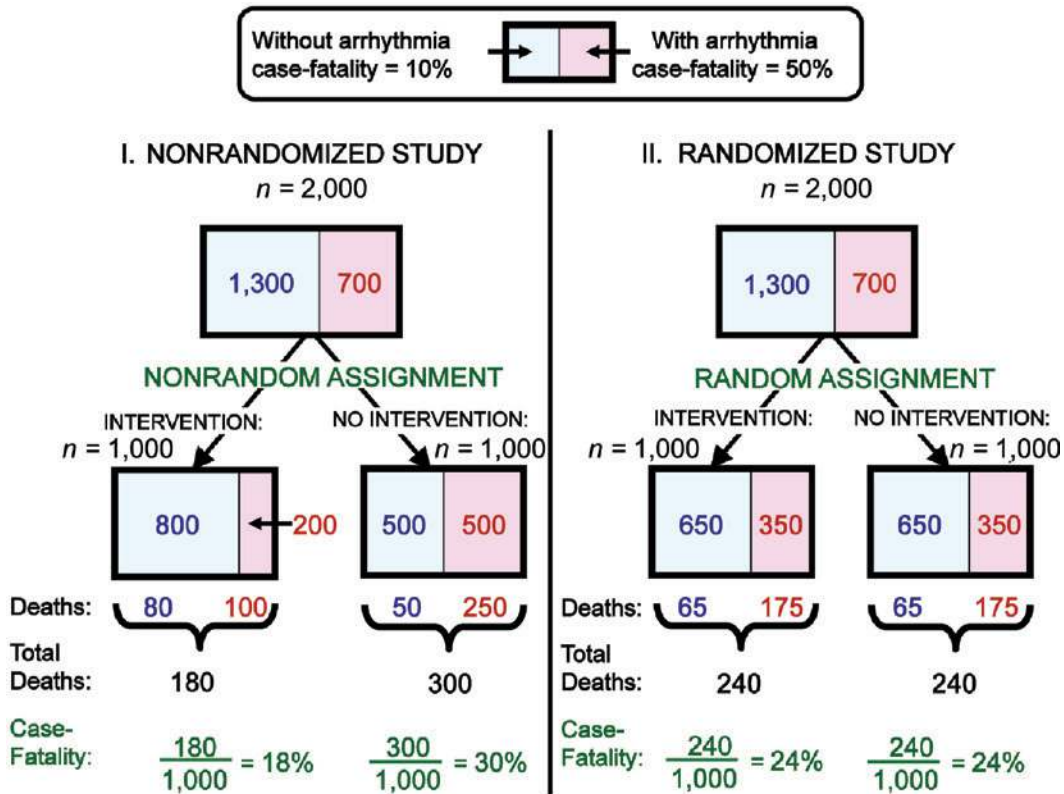 Without arrhythmia
case-fatality = 10%
With arrhythmia
case-fatality = 50%
I. NONRANDOMIZED STUDY
n = 2,000
1,300 700
NONRANDOM ASSIGNMENT
INTERVENTION:
n = 1,000
NO INTERVENTION:
n = 1,000
800 200
500 500
Deaths: 80 100 50 250
Total
Deaths: 180 300
Case-
Fatality: 180/1,000 = 18% 300/1,000 = 30%
II. RANDOMIZED STUDY
n = 2,000
1,300 700
RANDOM ASSIGNMENT
INTERVENTION:
n = 1,000
NO INTERVENTION:
n = 1,000
650 350
650 350
Deaths: 65 175 65 175
Total
Deaths: 240 240
Case-
Fatality: 240/1,000 = 24% 240/1,000 = 24%